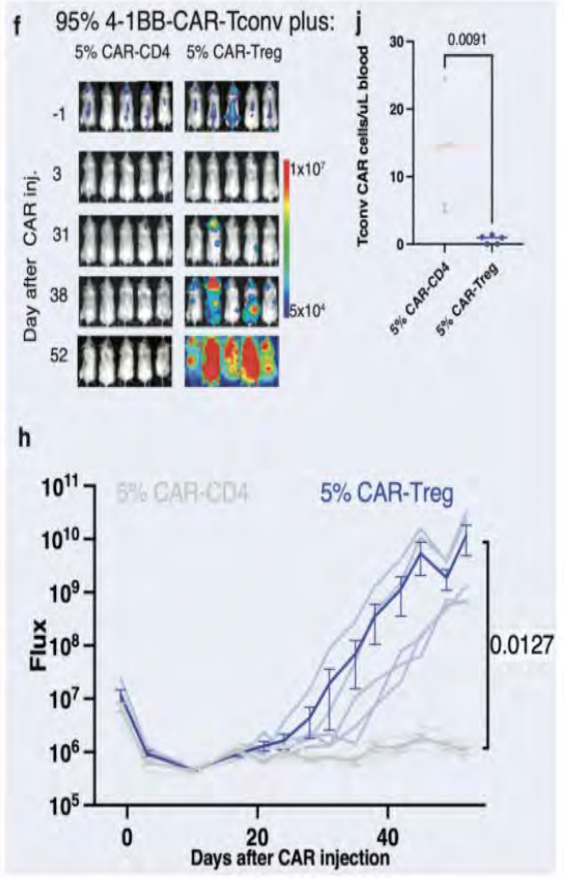 f
95% 4-1BB-CAR-Tconv plus:
5% CAR-CD4 5% CAR-Treg
-1
3
31
38
52
Day after CAR inj.
1x10⁷
5x10⁴
j
0.0091
Tconv CAR cells/uL blood
30
20
10
0
5% CAR-CD4
5% CAR-Treg
h
5% CAR-CD4 5% CAR-Treg
Flux
10¹¹
10¹⁰
10⁹
10⁸
10⁷
10⁶
10⁵
0.0127
0 20 40
Days after CAR injection